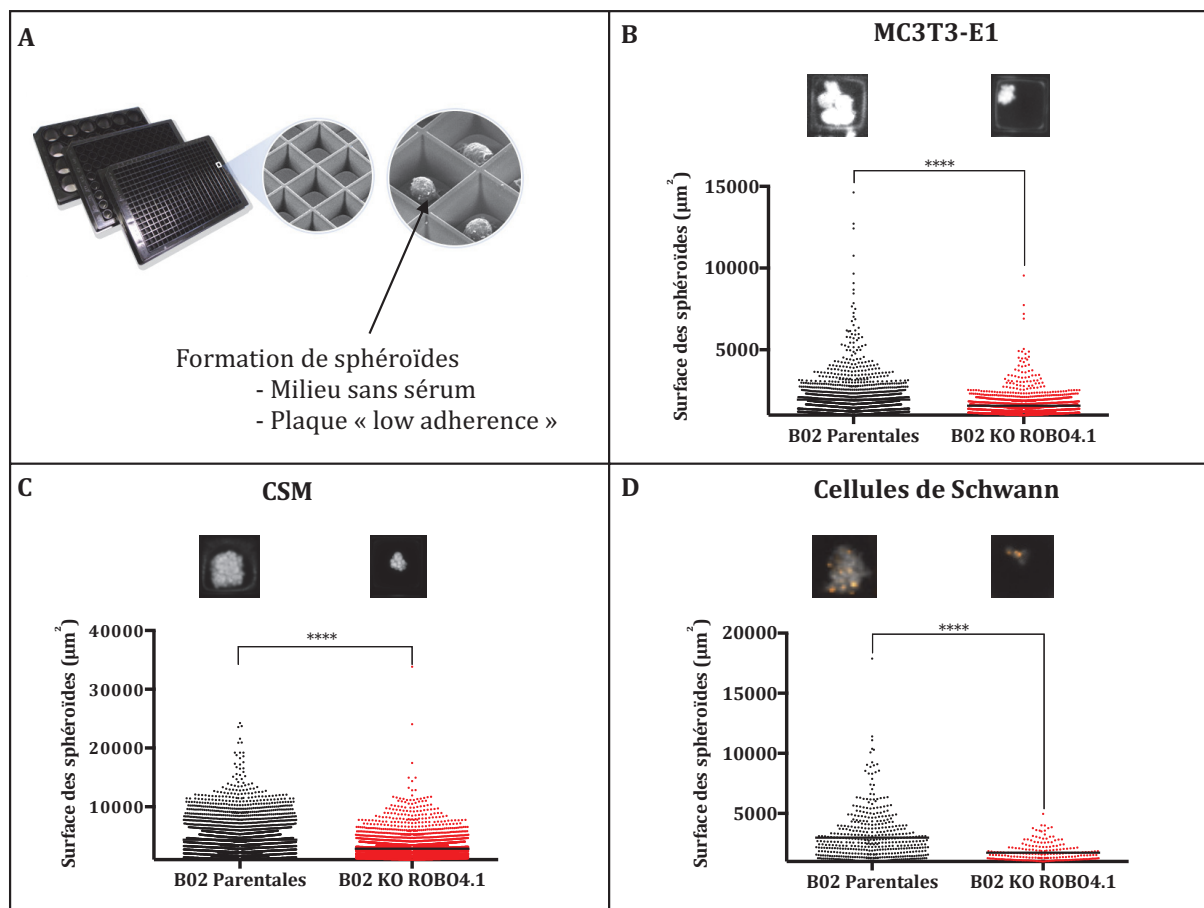 A
Formation de sphéroïdes
- Milieu sans sérum
- Plaque « low adherence »
B
MC3T3-E1
****
Surface des sphéroïdes (µm²)
15000
10000
5000
B02 Parentales
B02 KO ROBO4.1
C
CSM
****
Surface des sphéroïdes (µm²)
40000
30000
20000
10000
B02 Parentales
B02 KO ROBO4.1
D
Cellules de Schwann
****
Surface des sphéroïdes (µm²)
20000
15000
10000
5000
B02 Parentales
B02 KO ROBO4.1